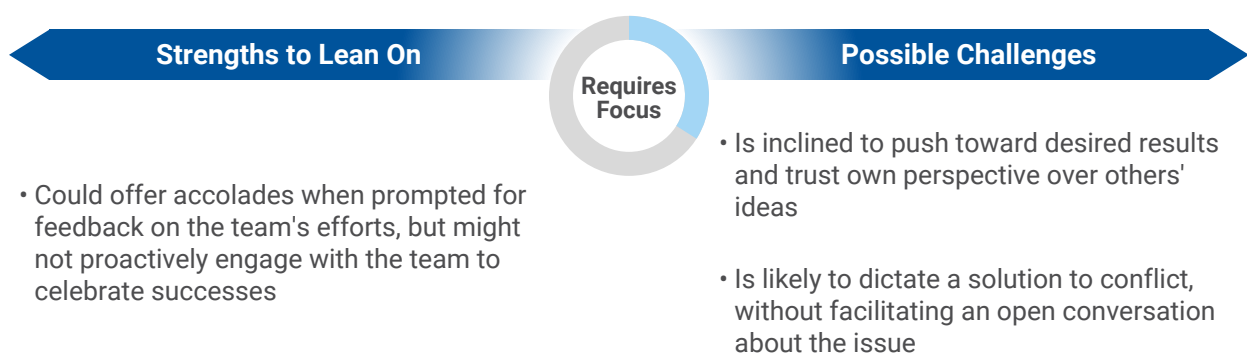 Strengths to Lean On
Requires
Focus
Possible Challenges
• Could offer accolades when prompted for
feedback on the team's efforts, but might
not proactively engage with the team to
celebrate successes
• Is inclined to push toward desired results
and trust own perspective over others'
ideas
• Is likely to dictate a solution to conflict,
without facilitating an open conversation
about the issue